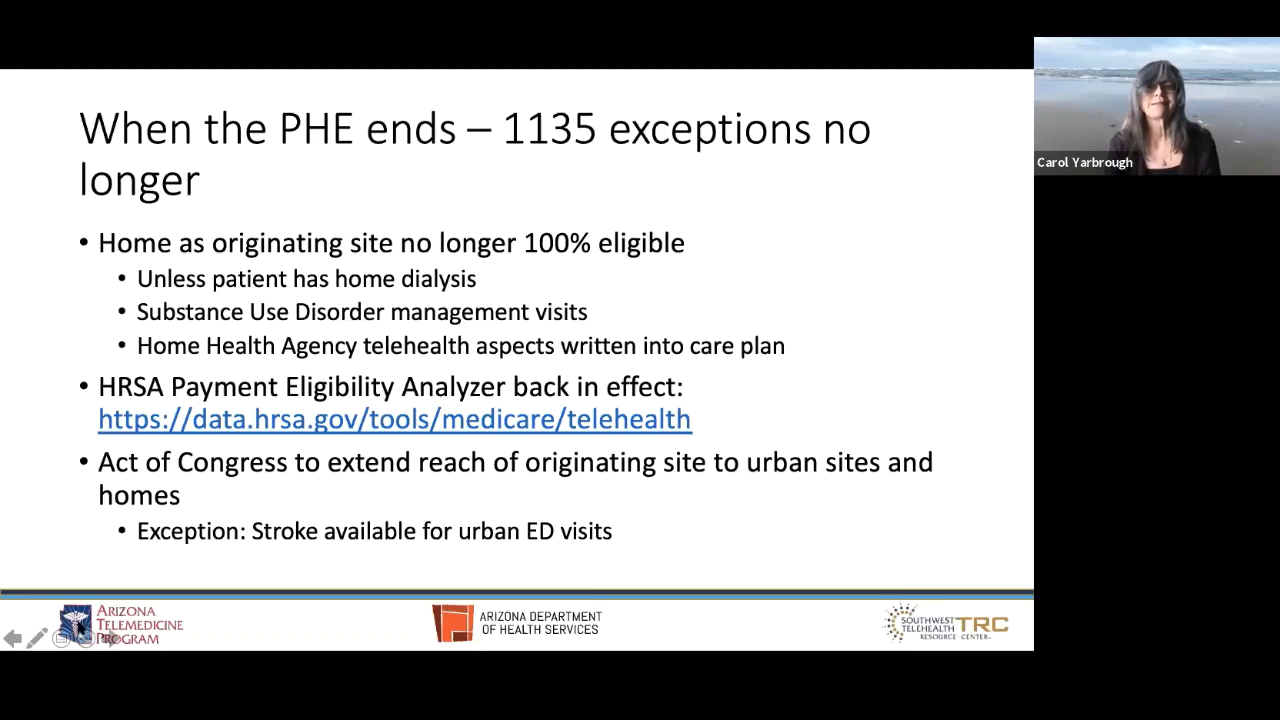 When the PHE ends – 1135 exceptions no
longer
• Home as originating site no longer 100% eligible
• Unless patient has home dialysis
• Substance Use Disorder management visits
• Home Health Agency telehealth aspects written into care plan
• HRSA Payment Eligibility Analyzer back in effect:
https://data.hrsa.gov/tools/medicare/telehealth
• Act of Congress to extend reach of originating site to urban sites and
homes
• Exception: Stroke available for urban ED visits
Carol Yarbrough
ARIZONA
TELEMEDICINE
PROGRAM
ARIZONA DEPARTMENT
OF HEALTH SERVICES
SOUTHWEST
TELEHEALTH
RESOURCE CENTER
TRC